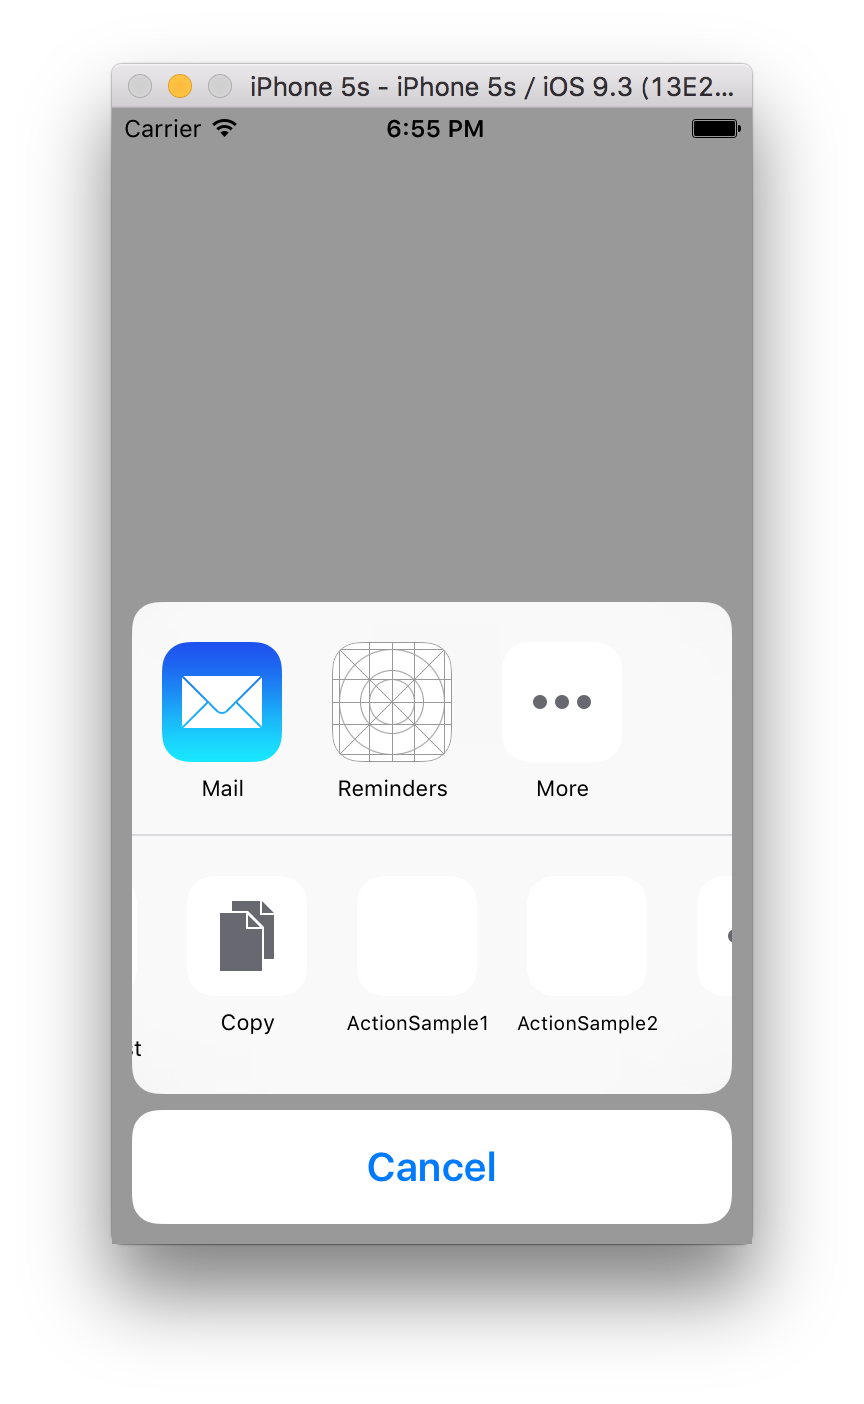 iPhone 5s - iPhone 5s / iOS 9.3 (13E2...
Carrier 6:55 PM
Mail Reminders More
Copy ActionSample1 ActionSample2
st
Cancel